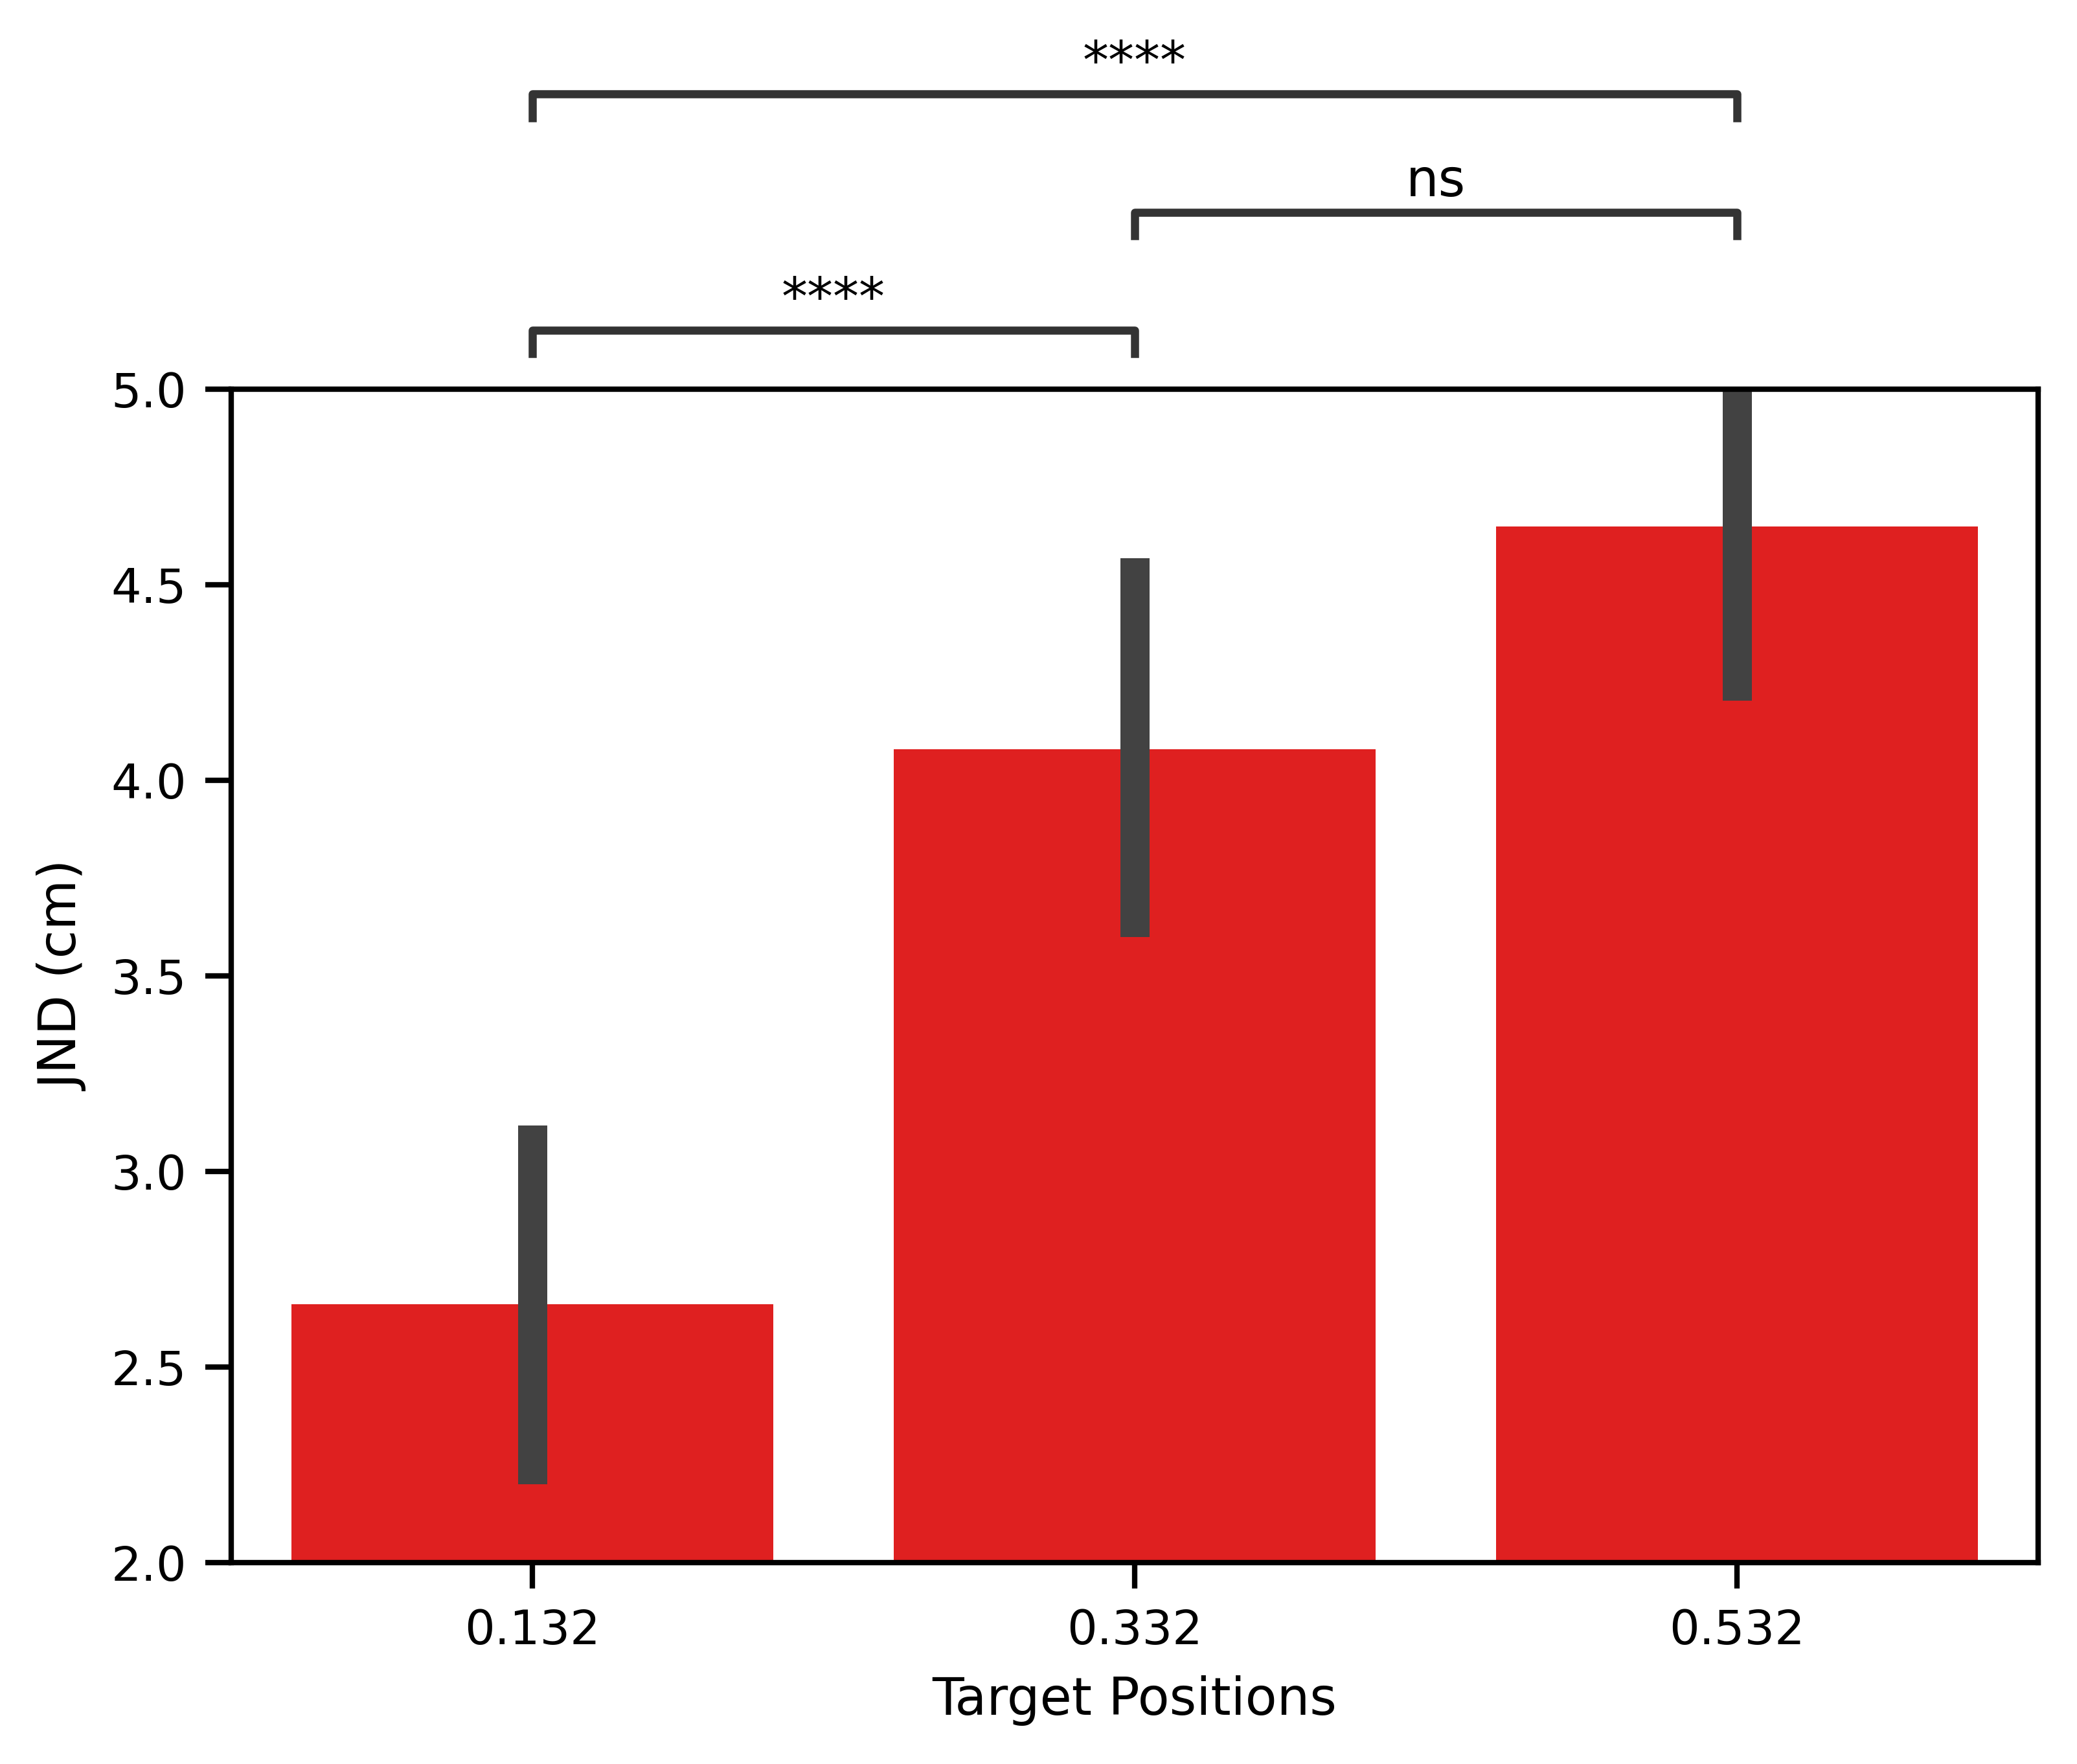 ****
ns
****
5.0
4.5
4.0
3.5
3.0
2.5
2.0
JND (cm)
0.132 0.332 0.532
Target Positions